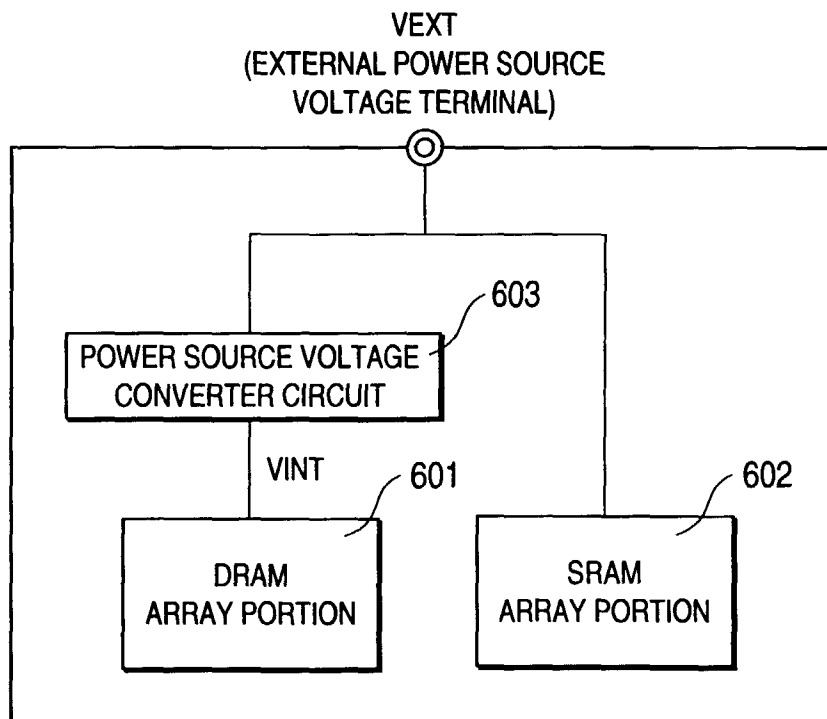 VEXT
(EXTERNAL POWER SOURCE
VOLTAGE TERMINAL)
603
POWER SOURCE VOLTAGE
CONVERTER CIRCUIT
VINT
601
602
DRAM
ARRAY PORTION
SRAM
ARRAY PORTION